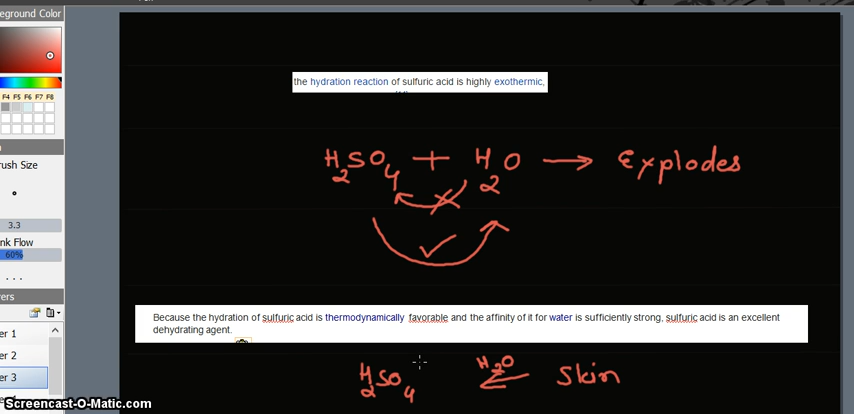 eground Color
F4 F5 F6 F7 F8
rush Size
3.3
nk Flow
60%
...
yers
er 1
er 2
er 3
the hydration reaction of sulfuric acid is highly exothermic,
H2SO4 + H2O → Explodes
Because the hydration of sulfuric acid is thermodynamically favorable and the affinity of it for water is sufficiently strong, sulfuric acid is an excellent
dehydrating agent.
H2SO4 H2O Skin
Screencast-O-Matic.com